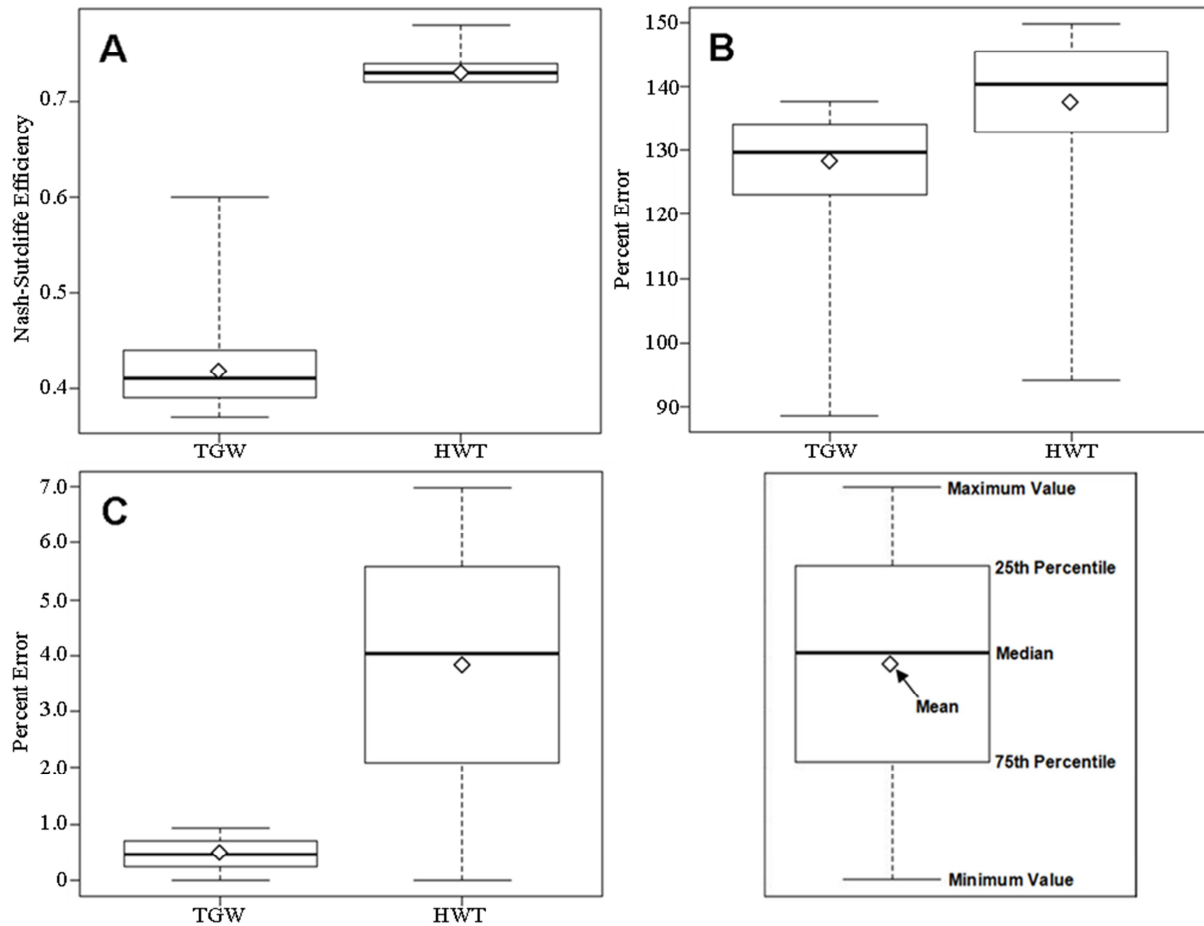 A
Nash-Sutcliffe Efficiency
0.7
0.6
0.5
0.4
TGW HWT
B
Percent Error
150
140
130
120
110
100
90
TGW HWT
C
Percent Error
7.0
6.0
5.0
4.0
3.0
2.0
1.0
0
TGW HWT
Maximum Value
25th Percentile
Median
Mean
75th Percentile
Minimum Value